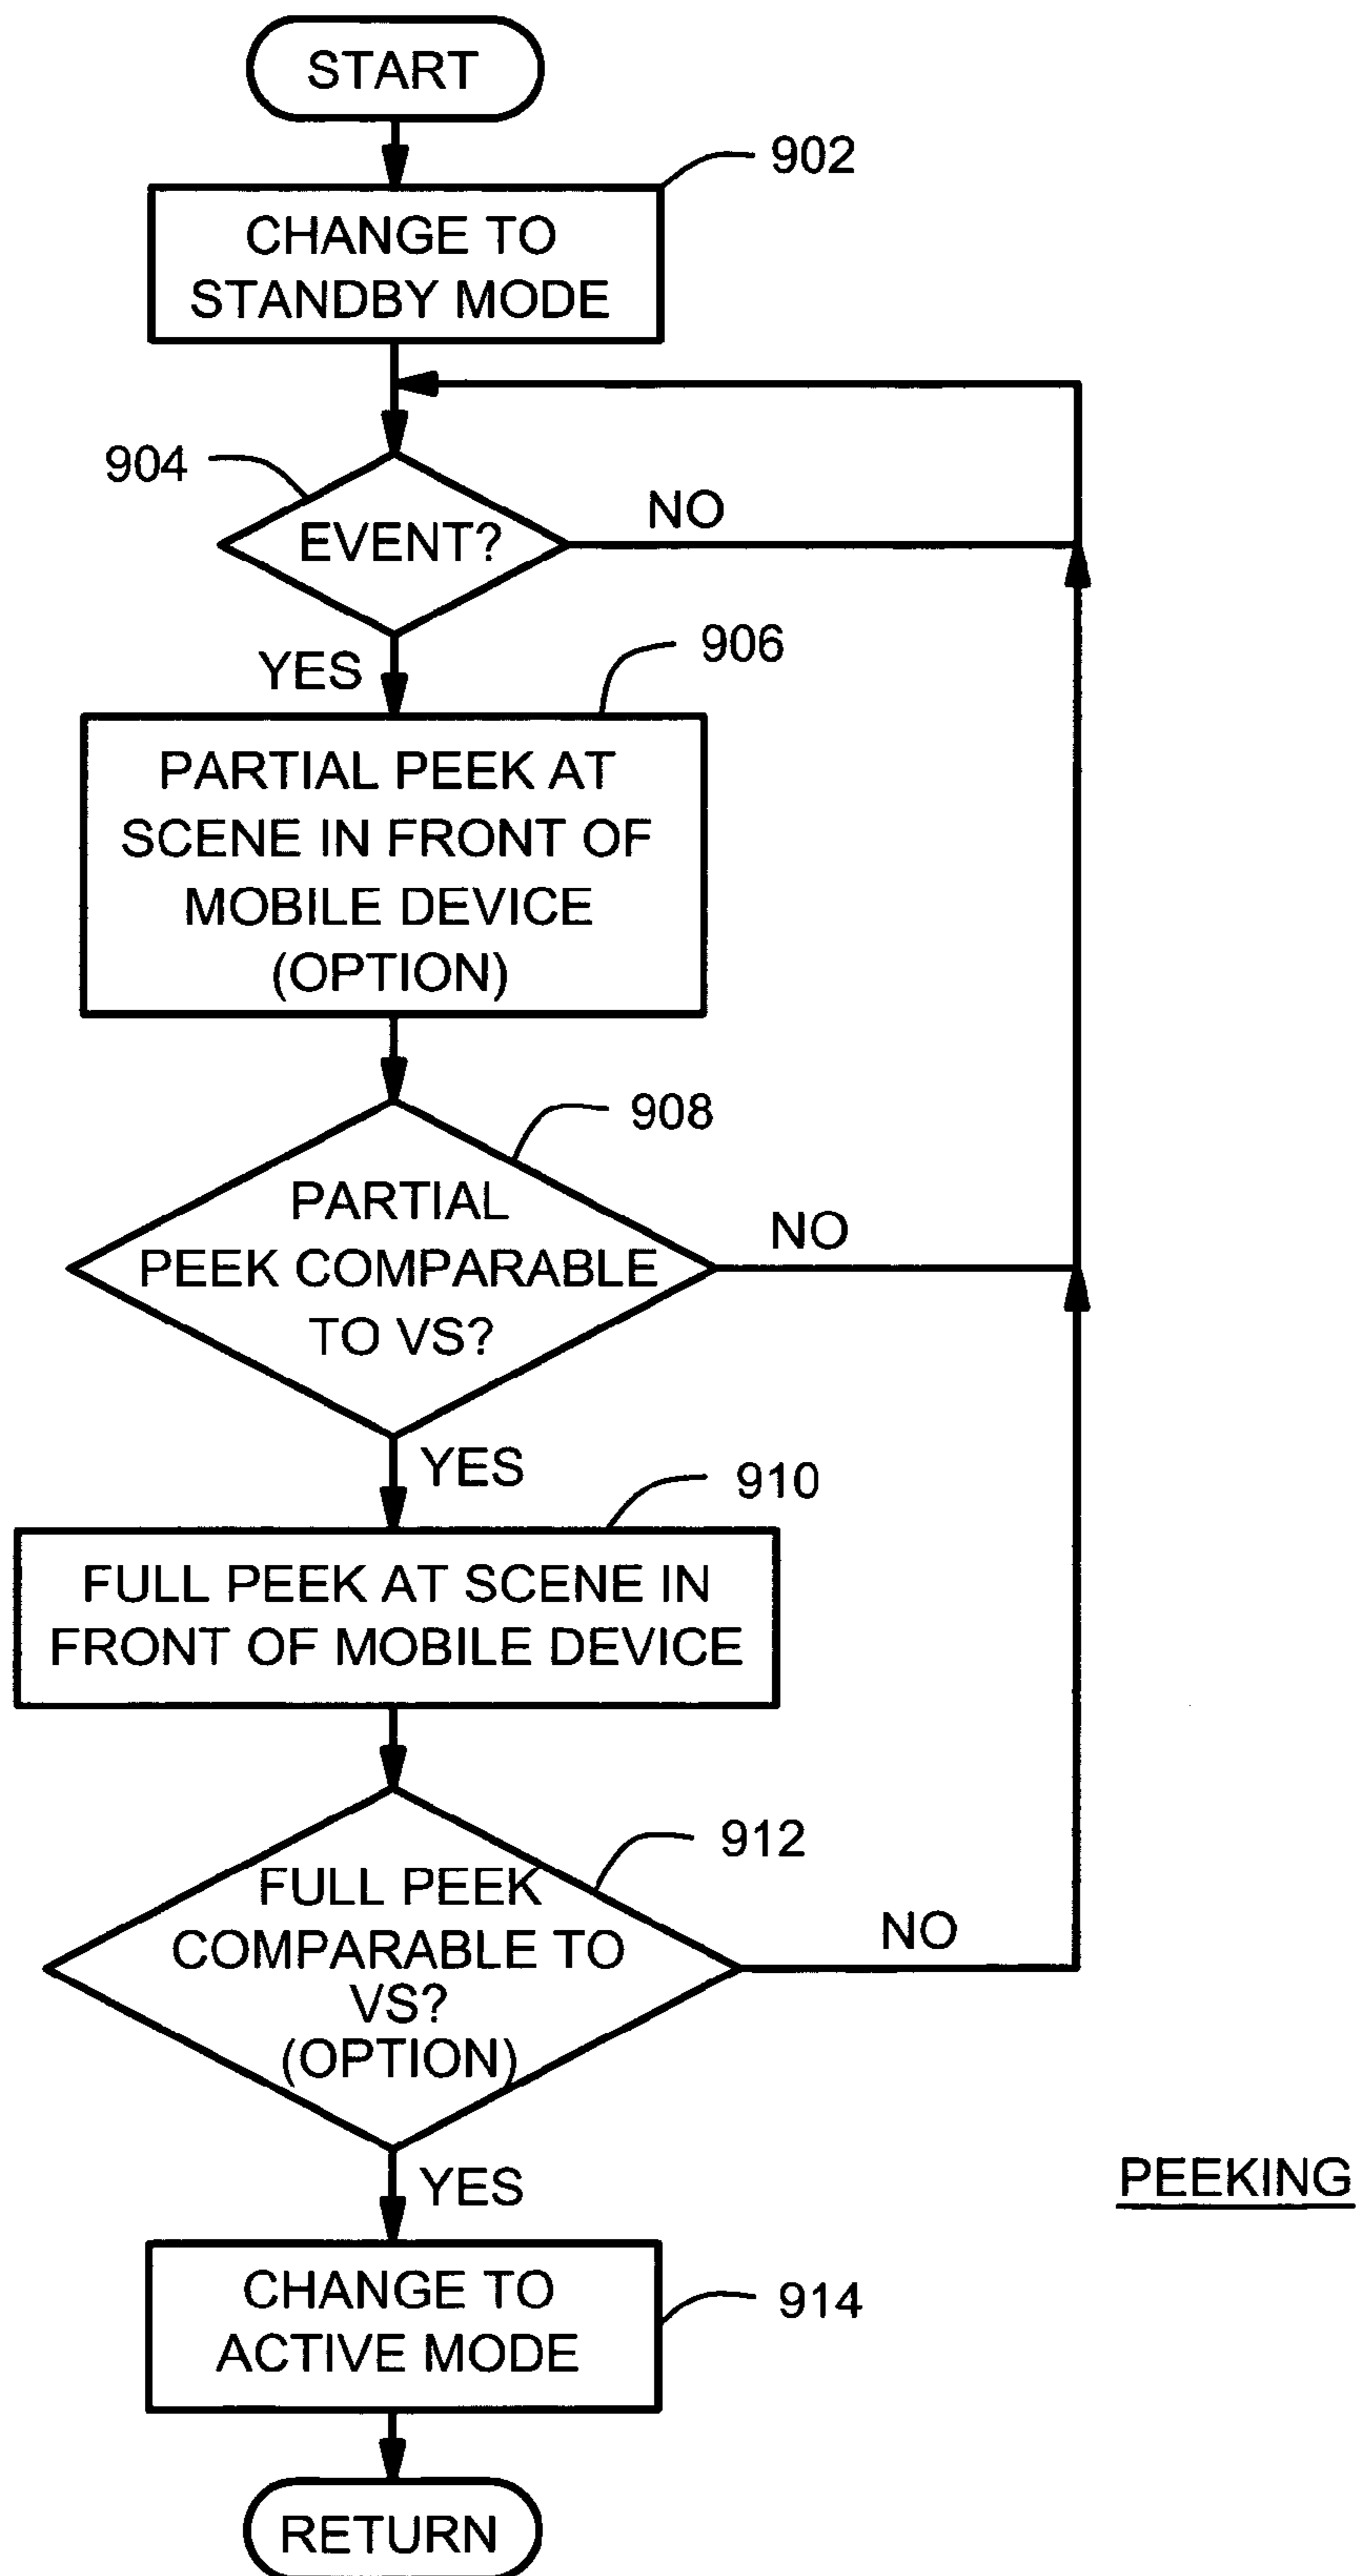 START
902
CHANGE TO
STANDBY MODE
904
EVENT?
NO
YES
906
PARTIAL PEEK AT
SCENE IN FRONT OF
MOBILE DEVICE
(OPTION)
908
PARTIAL
PEEK COMPARABLE
TO VS?
NO
YES
910
FULL PEEK AT SCENE IN
FRONT OF MOBILE DEVICE
912
FULL PEEK
COMPARABLE TO
VS?
(OPTION)
NO
YES
PEEKING
CHANGE TO
ACTIVE MODE
914
RETURN